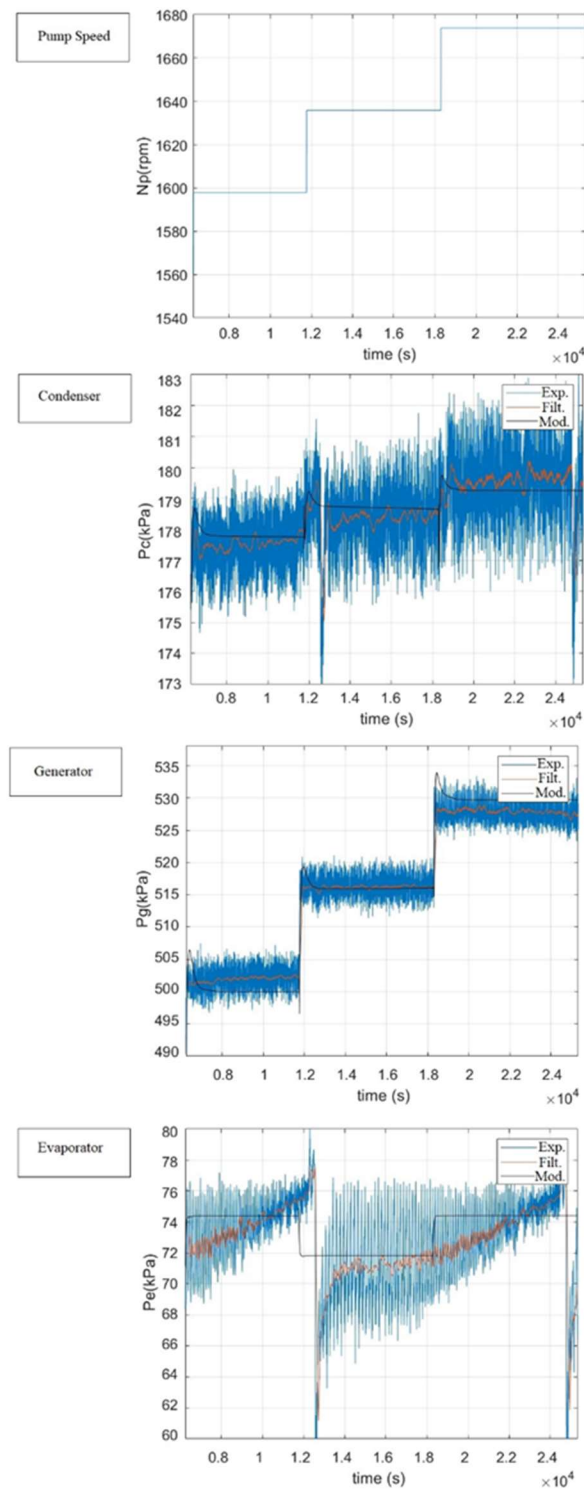 Pump Speed
1680
1660
1640
1620
1600
1580
1560
1540
Np(rpm)
0.8 1 1.2 1.4 1.6 1.8 2 2.2 2.4
time (s)
×10⁴
Condenser
183
182
181
180
179
178
177
176
175
174
173
Pc(kPa)
Exp.
Filt.
Mod.
0.8 1 1.2 1.4 1.6 1.8 2 2.2 2.4
time (s)
×10⁴
Generator
535
530
525
520
515
510
505
500
495
490
Pg(kPa)
Exp.
Filt.
Mod.
0.8 1 1.2 1.4 1.6 1.8 2 2.2 2.4
time (s)
×10⁴
Evaporator
80
78
76
74
72
70
68
66
64
62
60
Pe(kPa)
Exp.
Filt.
Mod.
0.8 1 1.2 1.4 1.6 1.8 2 2.2 2.4
time (s)
×10⁴